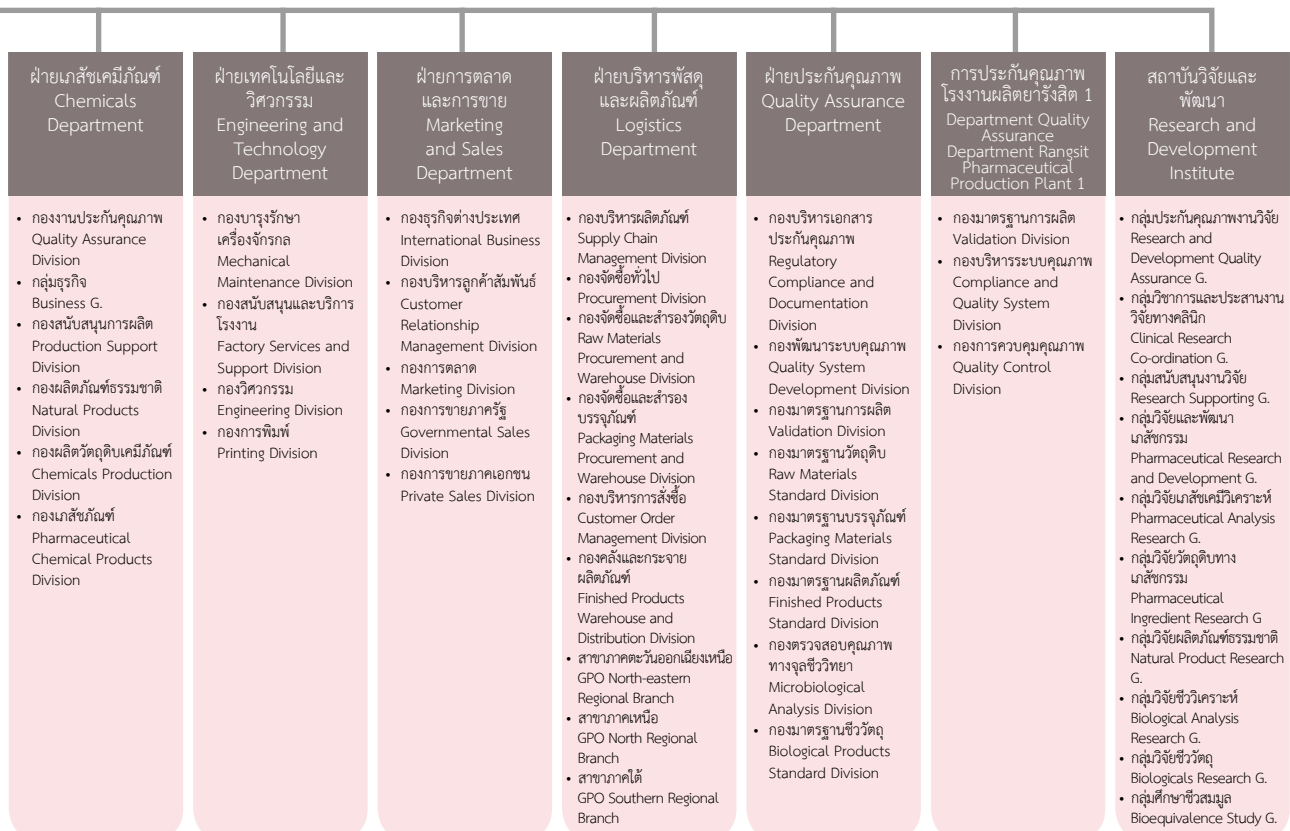 ฝ่ายเภสัชเคมีภัณฑ์
Chemicals
Department
• กองงานประกันคุณภาพ
Quality Assurance
Division
• กลุ่มธุรกิจ
Business G.
• กองสนับสนุนการผลิต
Production Support
Division
• กองผลิตภัณฑ์ธรรมชาติ
Natural Products
Division
• กองผลิตวัตถุดิบเคมีภัณฑ์
Chemicals Production
Division
• กองเภสัชภัณฑ์
Pharmaceutical
Chemical Products
Division
ฝ่ายเทคโนโลยีและ
วิศวกรรม
Engineering and
Technology
Department
• กองบารุงรักษา
เครื่องจักรกล
Mechanical
Maintenance Division
• กองสนับสนุนและบริการ
โรงงาน
Factory Services and
Support Division
• กองวิศวกรรม
Engineering Division
• กองการพิมพ์
Printing Division
ฝ่ายการตลาด
และการขาย
Marketing
and Sales
Department
• กองธุรกิจต่างประเทศ
International Business
Division
• กองบริหารลูกค้าสัมพันธ์
Customer
Relationship
Management Division
• กองการตลาด
Marketing Division
• กองการขายภาครัฐ
Governmental Sales
Division
• กองการขายภาคเอกชน
Private Sales Division
ฝ่ายบริหารพัสดุ
และผลิตภัณฑ์
Logistics
Department
• กองบริหารผลิตภัณฑ์
Supply Chain
Management Division
• กองจัดซื้อทั่วไป
Procurement Division
• กองจัดซื้อและสำรองวัตถุดิบ
Raw Materials
Procurement and
Warehouse Division
• กองจัดซื้อและสำรอง
บรรจุภัณฑ์
Packaging Materials
Procurement and
Warehouse Division
• กองบริหารการสั่งซื้อ
Customer Order
Management Division
• กองคลังและกระจาย
ผลิตภัณฑ์
Finished Products
Warehouse and
Distribution Division
• สาขาภาคตะวันออกเฉียงเหนือ
GPO North-eastern
Regional Branch
• สาขาภาคเหนือ
GPO North Regional
Branch
• สาขาภาคใต้
GPO Southern Regional
Branch
ฝ่ายประกันคุณภาพ
Quality Assurance
Department
• กองบริหารเอกสาร
ประกันคุณภาพ
Regulatory
Compliance and
Documentation
Division
• กองพัฒนาระบบคุณภาพ
Quality System
Development Division
• กองมาตรฐานการผลิต
Validation Division
• กองมาตรฐานวัตถุดิบ
Raw Materials
Standard Division
• กองมาตรฐานบรรจุภัณฑ์
Packaging Materials
Standard Division
• กองมาตรฐานผลิตภัณฑ์
Finished Products
Standard Division
• กองตรวจสอบคุณภาพ
ทางจุลชีววิทยา
Microbiological
Analysis Division
• กองมาตรฐานชีววัตถุ
Biological Products
Standard Division
การประกันคุณภาพ
โรงงานผลิตยารังสิต 1
Department Quality
Assurance
Department Rangsit
Pharmaceutical
Production Plant 1
• กองมาตรฐานการผลิต
Validation Division
• กองบริหารระบบคุณภาพ
Compliance and
Quality System
Division
• กองการควบคุมคุณภาพ
Quality Control
Division
สถาบันวิจัยและ
พัฒนา
Research and
Development
Institute
• กลุ่มประกันคุณภาพงานวิจัย
Research and
Development Quality
Assurance G.
• กลุ่มวิชาการและประสานงาน
วิจัยทางคลินิก
Clinical Research
Co-ordination G.
• กลุ่มสนับสนุนงานวิจัย
Research Supporting G.
• กลุ่มวิจัยและพัฒนา
เภสัชกรรม
Pharmaceutical Research
and Development G.
• กลุ่มวิจัยเภสัชเคมีวิเคราะห์
Pharmaceutical Analysis
Research G.
• กลุ่มวิจัยวัตถุดิบทาง
เภสัชกรรม
Pharmaceutical
Ingredient Research G
• กลุ่มวิจัยผลิตภัณฑ์ธรรมชาติ
Natural Product Research
G.
• กลุ่มวิจัยชีววิเคราะห์
Biological Analysis
Research G.
• กลุ่มวิจัยชีววัตถุ
Biologicals Research G.
• กลุ่มศึกษาชีวสมมูล
Bioequivalence Study G.